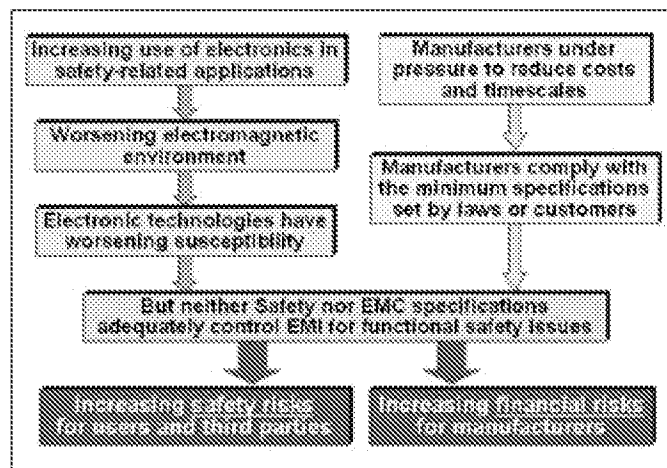 Increasing use of electronics in
safety-related applications
Worsening electromagnetic
environment
Electronic technologies have
worsening susceptibility
Manufacturers under
pressure to reduce costs
and timescales
Manufacturers comply with
the minimum specifications
set by laws or customers
But neither Safety nor EMC specifications
adequately control EMI for functional safety issues
Increasing safety risks
for users and third parties
Increasing financial risks
for manufacturers